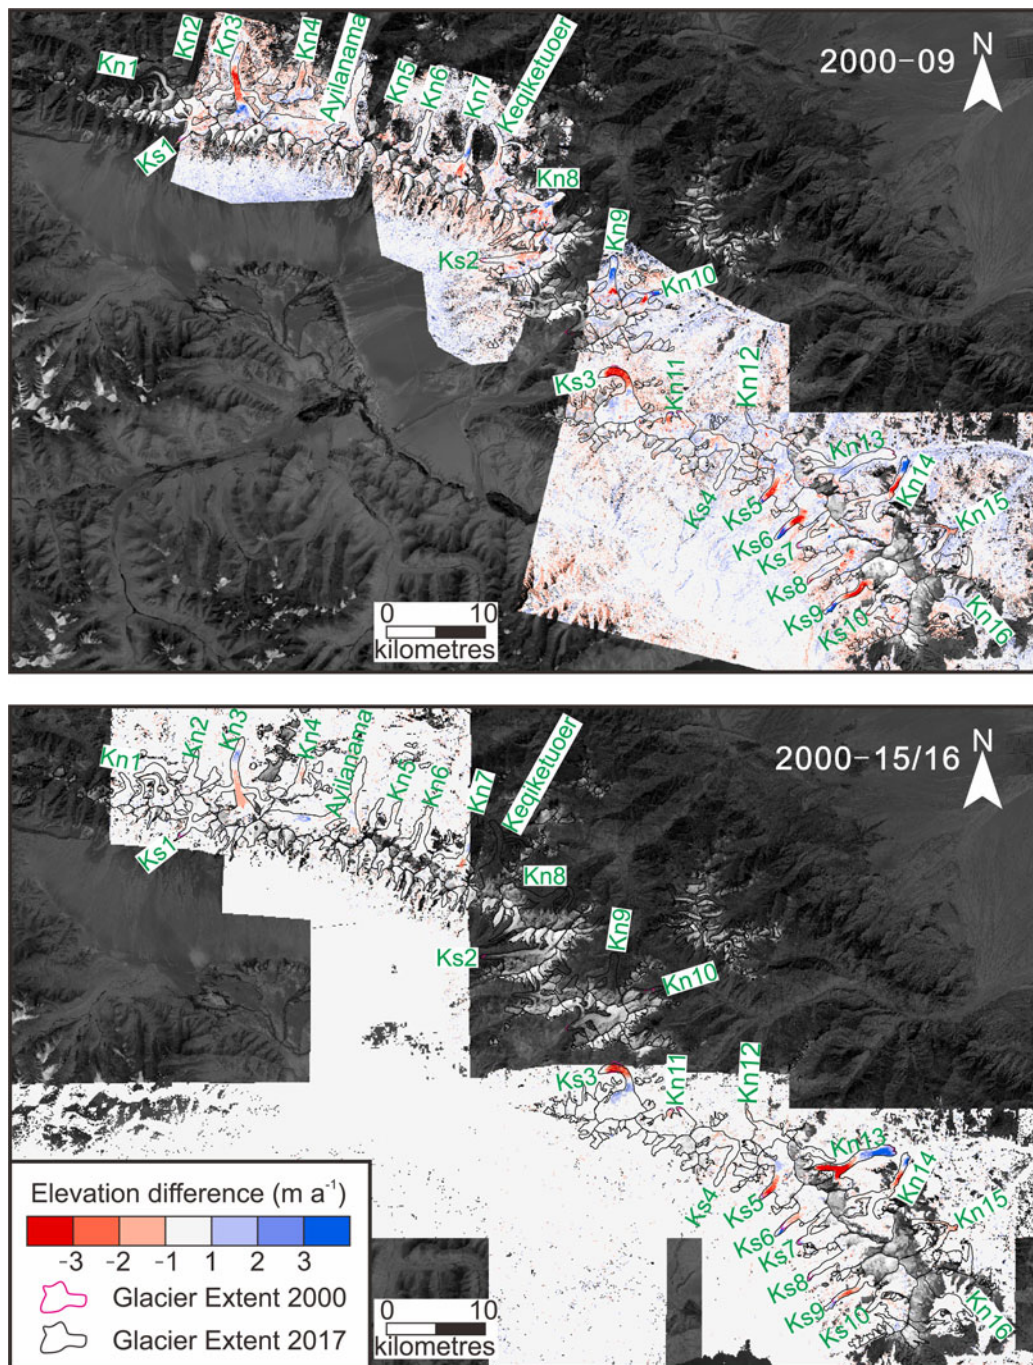 2000-09
N
Kn1
Kn2
Kn3
Kn4
Ayilanama
Kn5
Kn6
Kn7
Keqiketuoer
Ks1
Kn8
Ks2
Kn9
Kn10
Ks3
Kn11
Kn12
Kn13
Kn14
Ks4
Ks5
Ks6
Ks7
Kn15
Ks8
Ks9
Ks10
Kn16
0 10
kilometres
2000-15/16
N
Kn1
Kn2
Kn3
Kn4
Ayilanama
Kn5
Kn6
Kn7
Keqiketuoer
Ks1
Kn8
Ks2
Kn9
Kn10
Ks3
Kn11
Kn12
Kn13
Kn14
Ks4
Ks5
Ks6
Ks7
Kn15
Ks8
Ks9
Ks10
Kn16
Elevation difference (m a⁻¹)
-3 -2 -1 1 2 3
Glacier Extent 2000
Glacier Extent 2017
0 10
kilometres